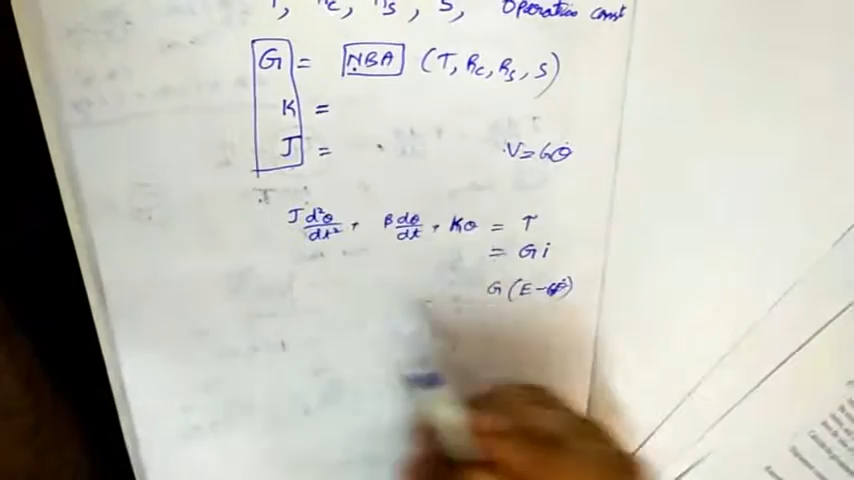 T, Rc, Rs, S, Operation const
G = NBA (T, Rc, Rs, S)
K =
J =
V = Gθ̇
J d²θ/dt² + B dθ/dt + Kθ = T
= Gi
G(E - Gθ̇)